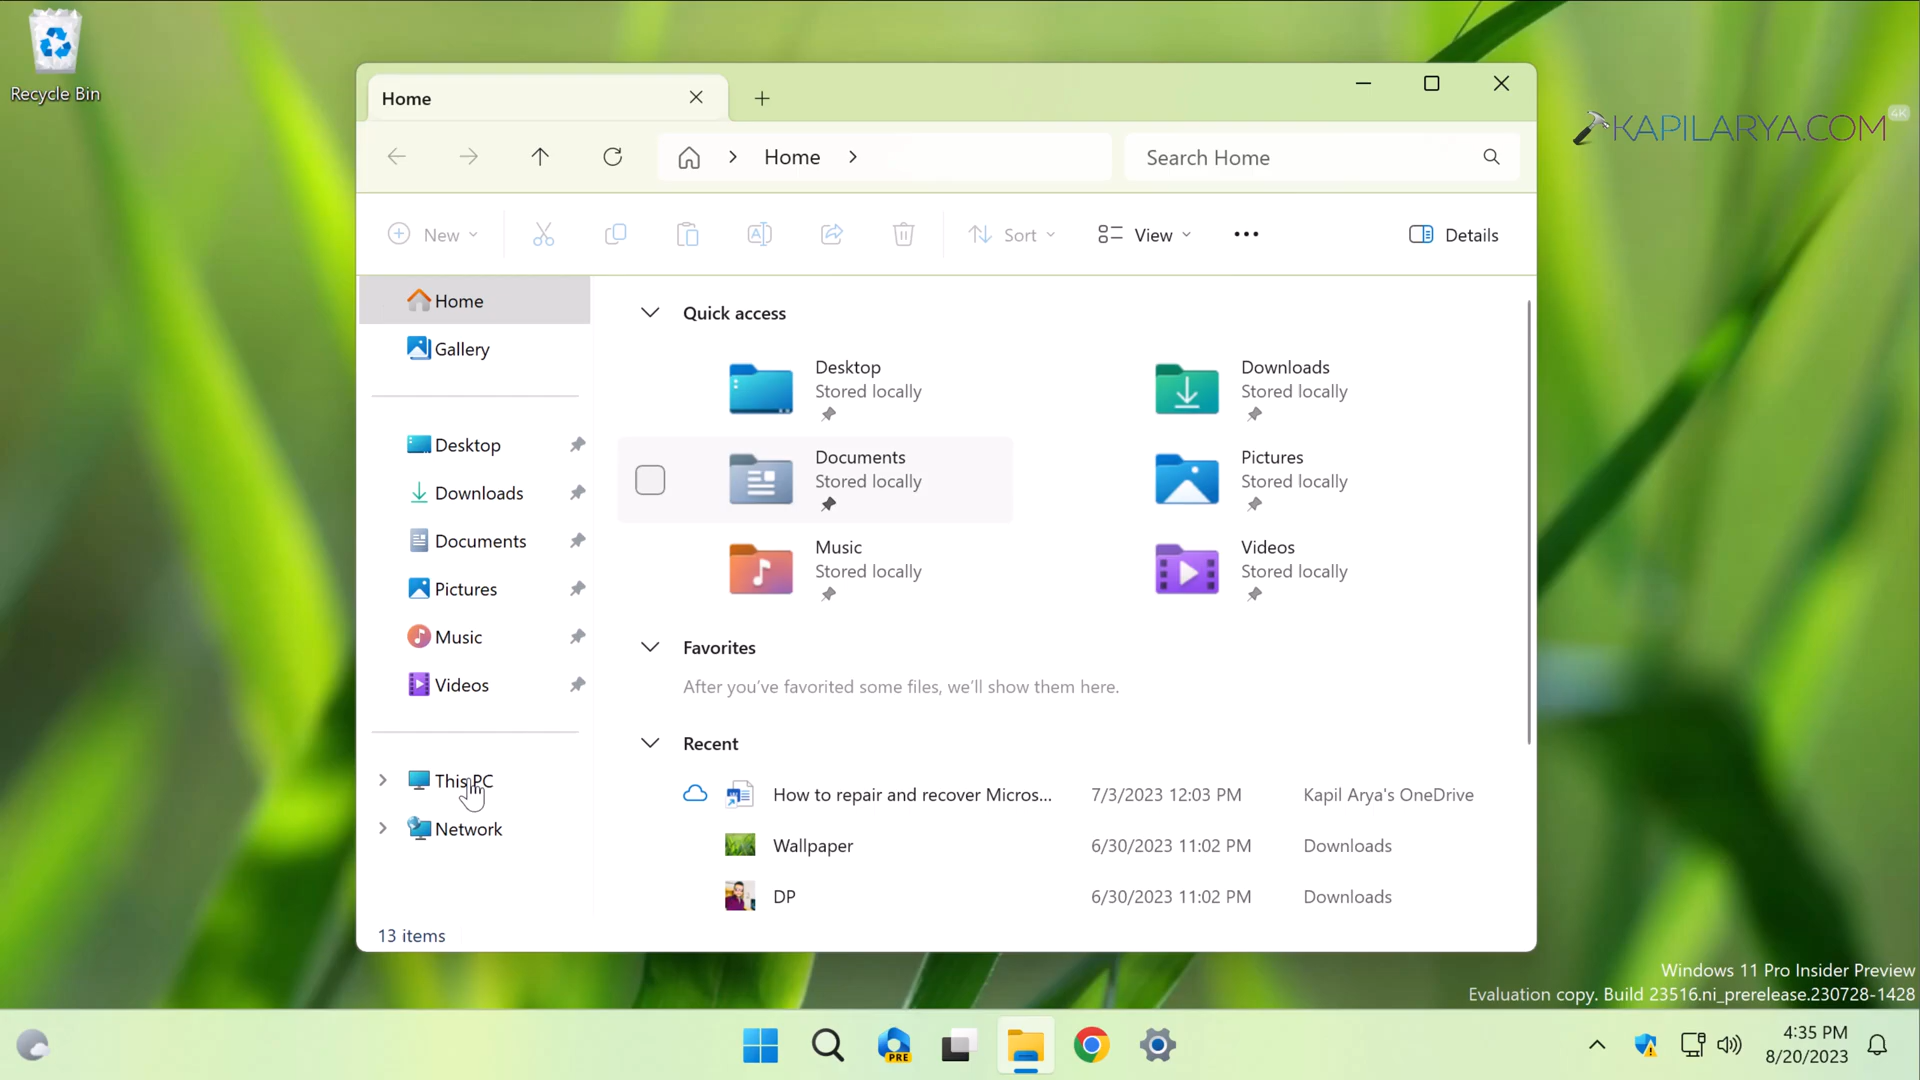 Recycle Bin
Home
KAPILARYA.COM
4K
Home
Search Home
New
Sort
View
Details
Home
Gallery
Desktop
Downloads
Documents
Pictures
Music
Videos
This PC
Network
Quick access
Desktop
Stored locally
Downloads
Stored locally
Documents
Stored locally
Pictures
Stored locally
Music
Stored locally
Videos
Stored locally
Favorites
After you've favorited some files, we'll show them here.
Recent
How to repair and recover Micros... 7/3/2023 12:03 PM Kapil Arya's OneDrive
Wallpaper 6/30/2023 11:02 PM Downloads
DP 6/30/2023 11:02 PM Downloads
13 items
Windows 11 Pro Insider Preview
Evaluation copy. Build 23516.ni_prerelease.230728-1428
PRE
4:35 PM
8/20/2023